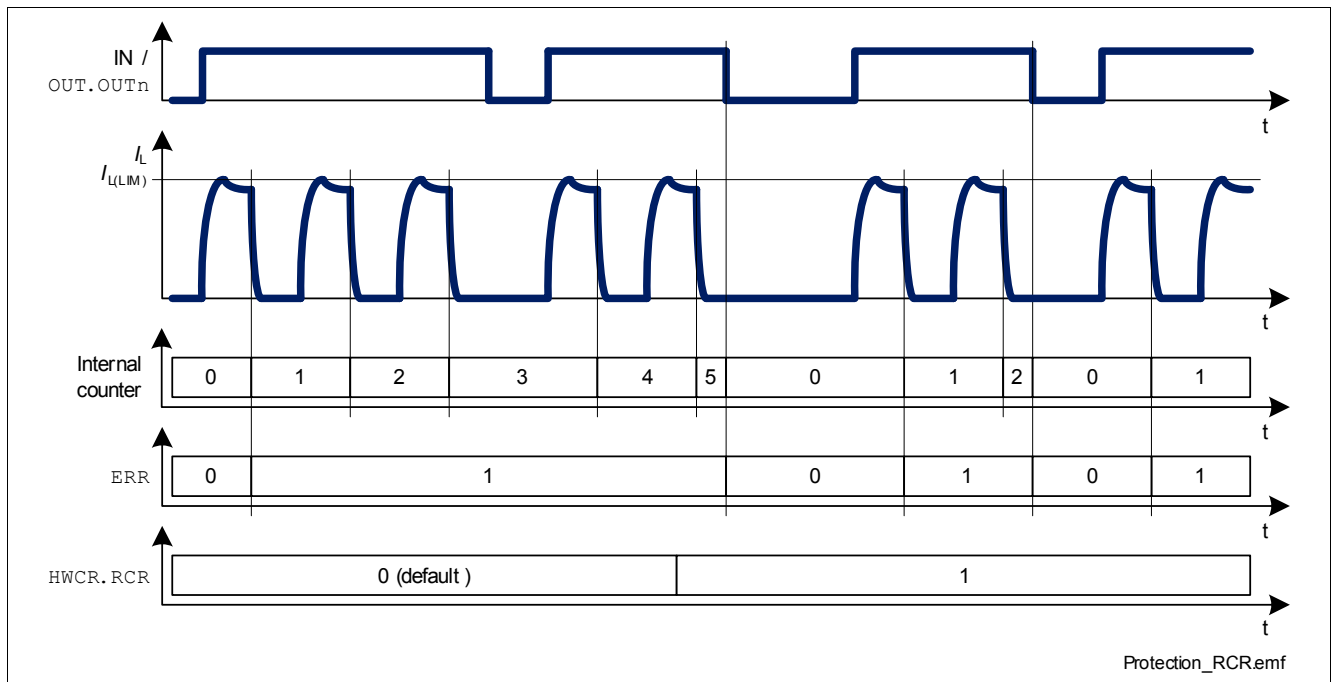 IN /
OUT.OUTn
t
I_L
I_L(LIM)
t
Internal
counter
0 1 2 3 4 5 0 1 2 0 1
t
ERR
0 1 0 1 0 1
t
HWCR.RCR
0 (default )
1
t
Protection_RCR.emf